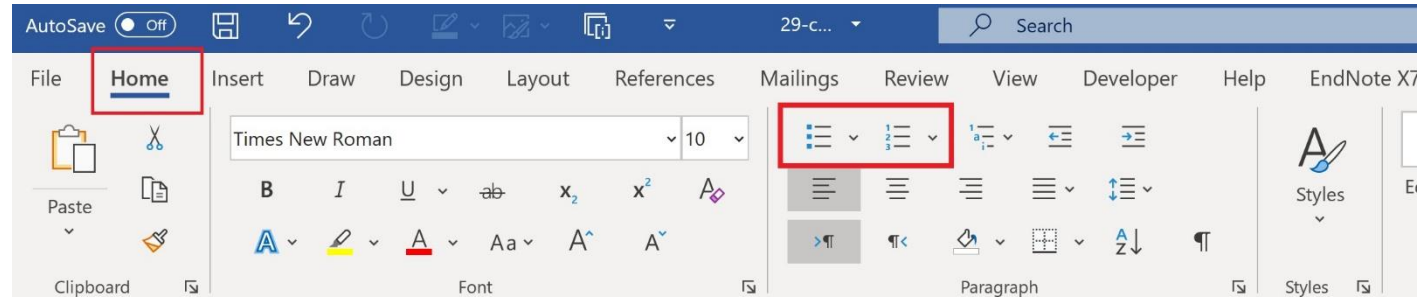 AutoSave Off 29-c... Search
File Home Insert Draw Design Layout References Mailings Review View Developer Help EndNote X7
Times New Roman 10
B I U ab x2 x2 A
Paste Styles
A A Aa A A A Z
Clipboard Font Paragraph Styles